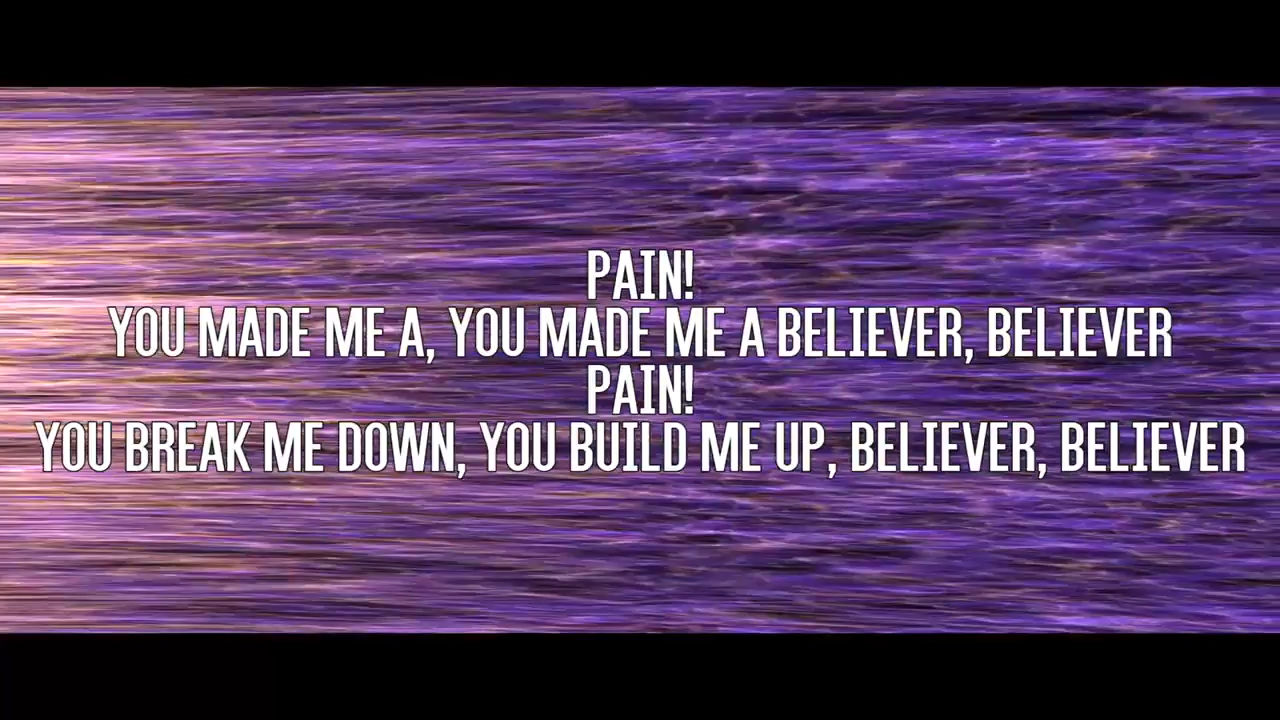 PAIN!
YOU MADE ME A, YOU MADE ME A BELIEVER, BELIEVER
PAIN!
YOU BREAK ME DOWN, YOU BUILD ME UP, BELIEVER, BELIEVER